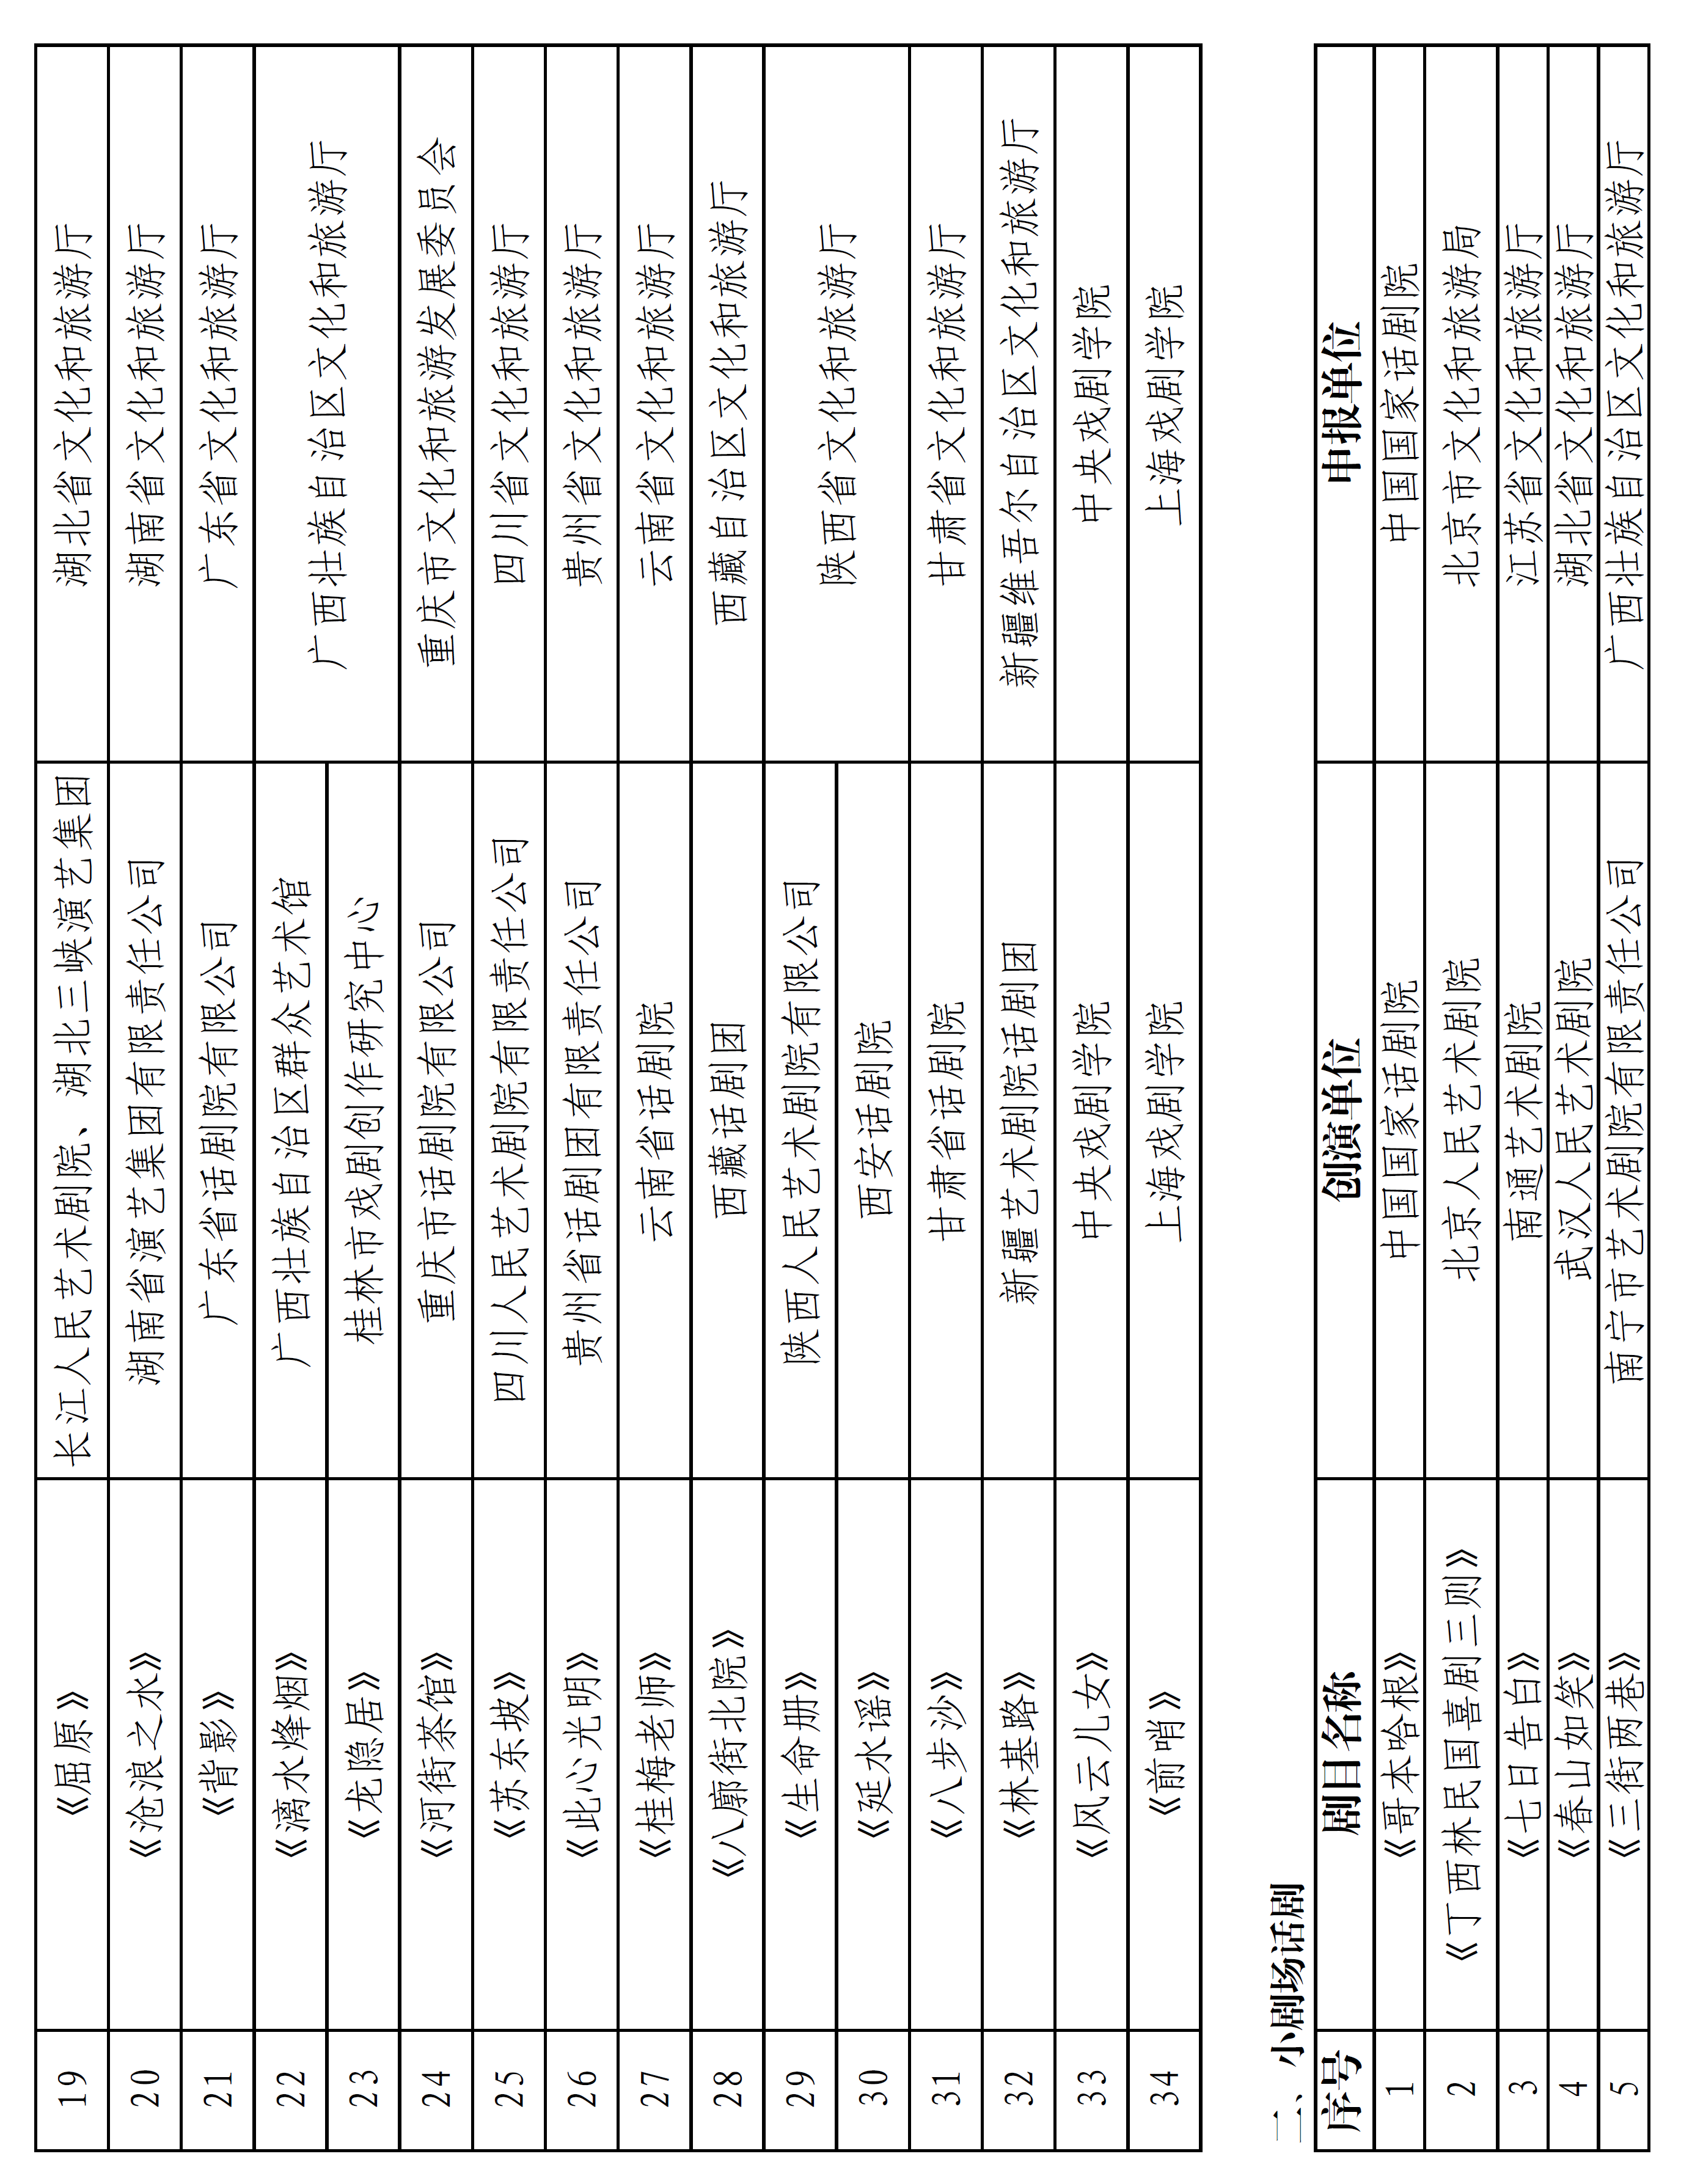 19 《屈原》 长江人民艺术剧院、湖北三峡演艺集团 湖北省文化和旅游厅
20 《沧浪之水》 湖南省演艺集团有限责任公司 湖南省文化和旅游厅
21 《背影》 广东省话剧院有限公司 广东省文化和旅游厅
22 《漓水烽烟》 广西壮族自治区群众艺术馆 广西壮族自治区文化和旅游厅
23 《龙隐居》 桂林市戏剧创作研究中心
24 《河街茶馆》 重庆市话剧院有限公司 重庆市文化和旅游发展委员会
25 《苏东坡》 四川人民艺术剧院有限责任公司 四川省文化和旅游厅
26 《此心光明》 贵州省话剧团有限责任公司 贵州省文化和旅游厅
27 《桂梅老师》 云南省话剧院 云南省文化和旅游厅
28 《八廓街北院》 西藏话剧团 西藏自治区文化和旅游厅
29 《生命册》 陕西人民艺术剧院有限公司 陕西省文化和旅游厅
30 《延水谣》 西安话剧院
31 《八步沙》 甘肃省话剧院 甘肃省文化和旅游厅
32 《林基路》 新疆艺术剧院话剧团 新疆维吾尔自治区文化和旅游厅
33 《风云儿女》 中央戏剧学院 中央戏剧学院
34 《前哨》 上海戏剧学院 上海戏剧学院
二、小剧场话剧
序号 剧目名称 创演单位 申报单位
1 《哥本哈根》 中国国家话剧院 中国国家话剧院
2 《丁西林民国喜剧三则》 北京人民艺术剧院 北京市文化和旅游局
3 《七日告白》 南通艺术剧院 江苏省文化和旅游厅
4 《春山如笑》 武汉人民艺术剧院 湖北省文化和旅游厅
5 《三街两巷》 南宁市艺术剧院有限责任公司 广西壮族自治区文化和旅游厅